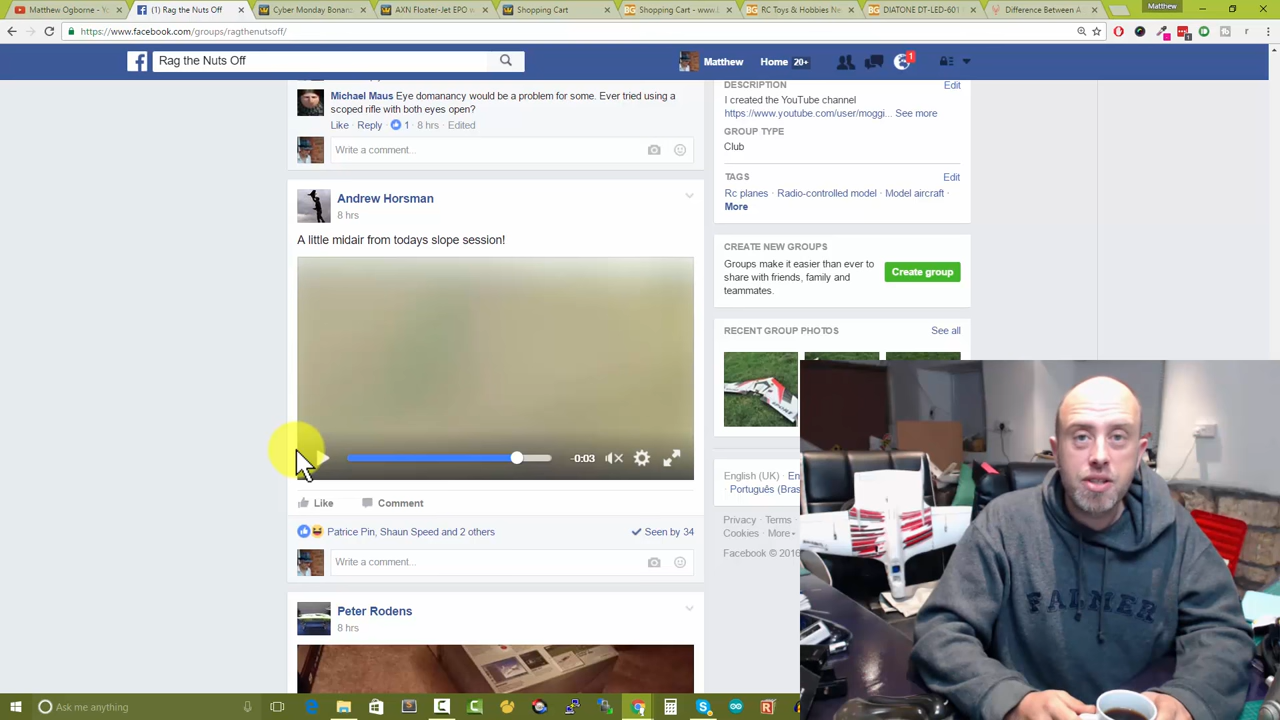 Matthew Ogborne - Yo
(1) Rag the Nuts Off
Cyber Monday Bonanz
AXN Floater-Jet EPO w
Shopping Cart
Shopping Cart - www.
RC Toys & Hobbies Ne
DIATONE DT-LED-601
Difference Between A
Matthew
https://www.facebook.com/groups/ragthenutsoff/
Rag the Nuts Off
Matthew Home 20+
1
Michael Maus Eye domanancy would be a problem for some. Ever tried using a
scoped rifle with both eyes open?
Like · Reply · 1 · 8 hrs · Edited
Write a comment...
Andrew Horsman
8 hrs
A little midair from todays slope session!
-0:03
Like Comment
Patrice Pin, Shaun Speed and 2 others
Seen by 34
Write a comment...
Peter Rodens
8 hrs
DESCRIPTION Edit
I created the YouTube channel
https://www.youtube.com/user/moggi... See more
GROUP TYPE
Club
TAGS Edit
Rc planes · Radio-controlled model · Model aircraft ·
More
CREATE NEW GROUPS
Groups make it easier than ever to
share with friends, family and
teammates.
Create group
RECENT GROUP PHOTOS See all
English (UK) · En
Português (Bras
Privacy · Terms
Cookies · More
Facebook © 2016
PALMER
Ask me anything